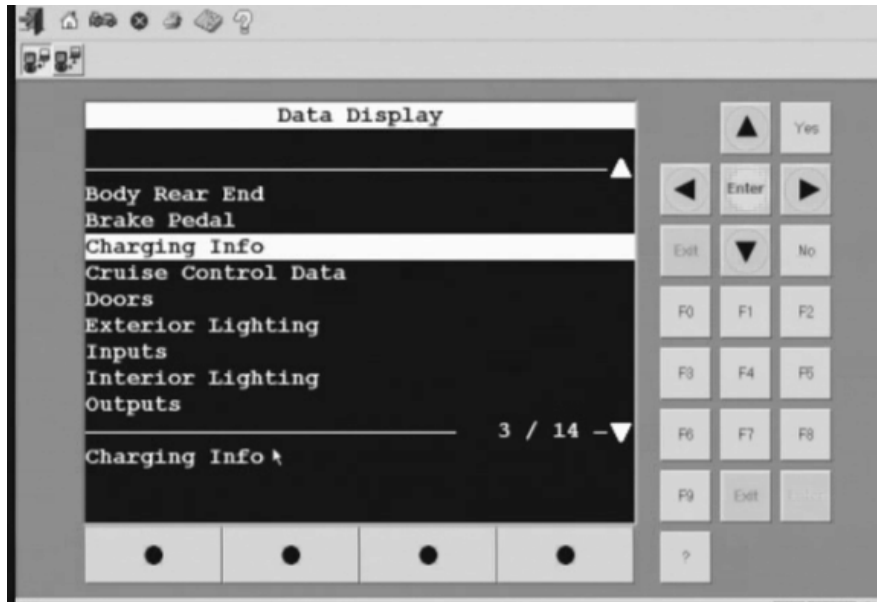 Data Display
Body Rear End
Brake Pedal
Charging Info
Cruise Control Data
Doors
Exterior Lighting
Inputs
Interior Lighting
Outputs
3 / 14
Charging Info
Yes
Enter
Exit
No
F0 F1 F2
F3 F4 F5
F6 F7 F8
F9 Exit
?